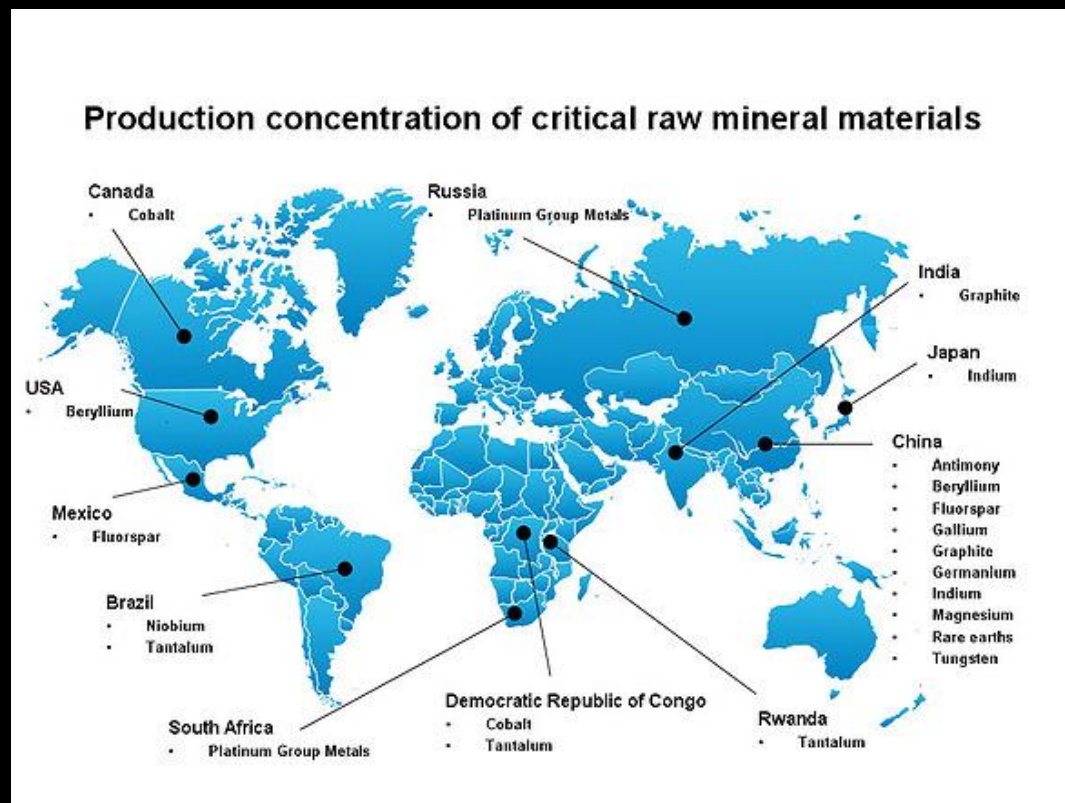 Production concentration of critical raw mineral materials
Canada
• Cobalt
Russia
• Platinum Group Metals
India
• Graphite
Japan
• Indium
USA
• Beryllium
China
• Antimony
• Beryllium
• Fluorspar
• Gallium
• Graphite
• Germanium
• Indium
• Magnesium
• Rare earths
• Tungsten
Mexico
• Fluorspar
Brazil
• Niobium
• Tantalum
South Africa
• Platinum Group Metals
Democratic Republic of Congo
• Cobalt
• Tantalum
Rwanda
• Tantalum